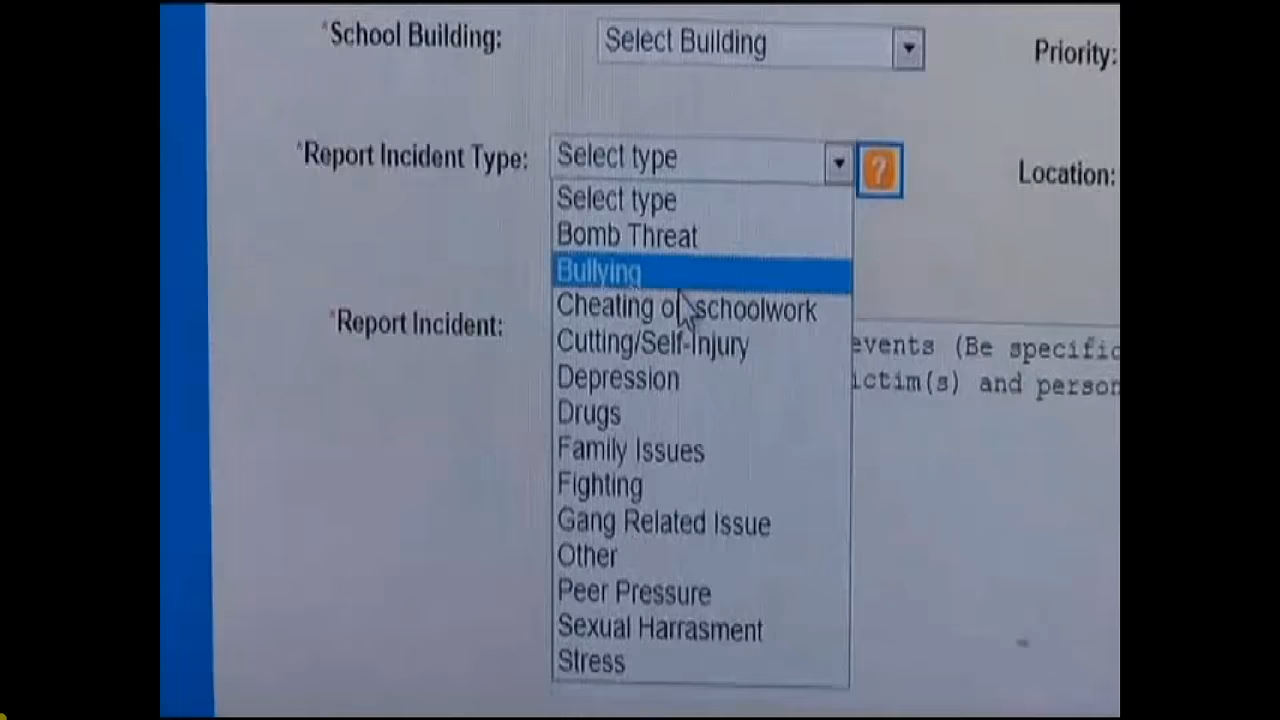 *School Building:
Select Building
Priority:
*Report Incident Type:
Select type
?
Location:
Select type
Bomb Threat
Bullying
Cheating o schoolwork
Cutting/Self-Injury
Depression
Drugs
Family Issues
Fighting
Gang Related Issue
Other
Peer Pressure
Sexual Harrasment
Stress
*Report Incident:
events (Be specific
ictim(s) and person